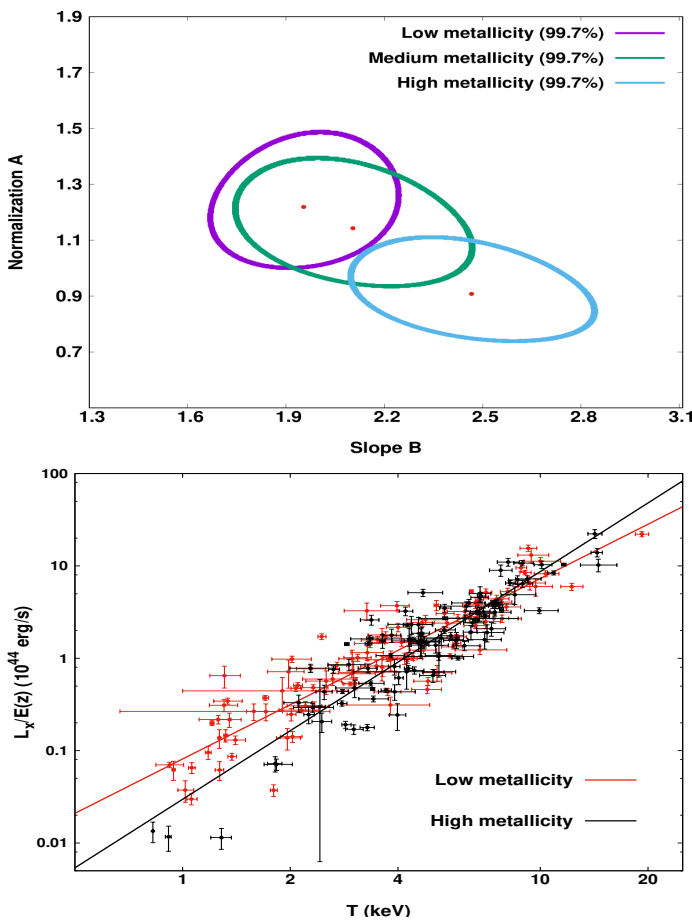 1.9
1.7
1.5
1.3
1.1
0.9
0.7
Normalization A
Low metallicity (99.7%)
Medium metallicity (99.7%)
High metallicity (99.7%)
1.3 1.6 1.9 2.2 2.5 2.8 3.1
Slope B
100
10
1
0.1
0.01
L_X/E(z) (10^44 erg/s)
Low metallicity
High metallicity
1 2 4 10 20
T (keV)